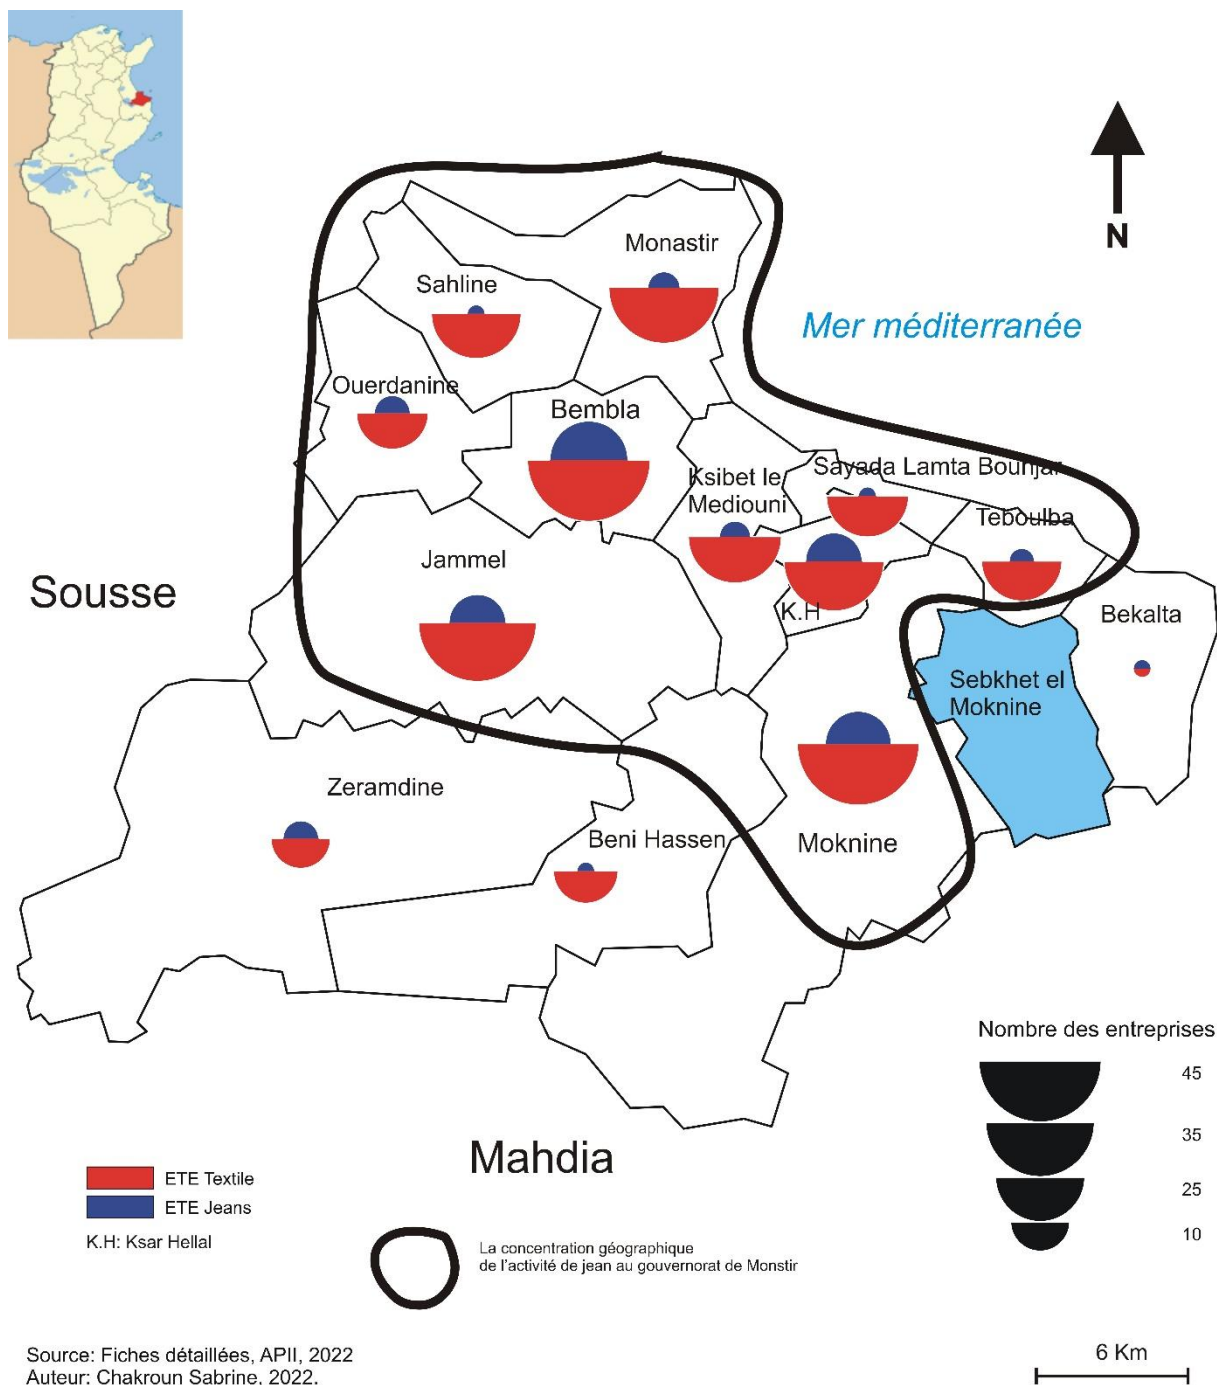 N
Monastir
Sahline
Mer méditerranée
Ouerdanine
Bembla
Ksibet le
Mediouni
Sayada Lamta Bounjar
Teboulba
Jammel
Sousse
K.H
Bekalta
Sebkhet el
Moknine
Zeramdine
Beni Hassen
Moknine
Nombre des entreprises
45
35
25
10
Mahdia
ETE Textile
ETE Jeans
K.H: Ksar Hellal
La concentration géographique
de l'activité de jean au gouvernorat de Monstir
Source: Fiches détaillées, APII, 2022
Auteur: Chakroun Sabrine, 2022.
6 Km